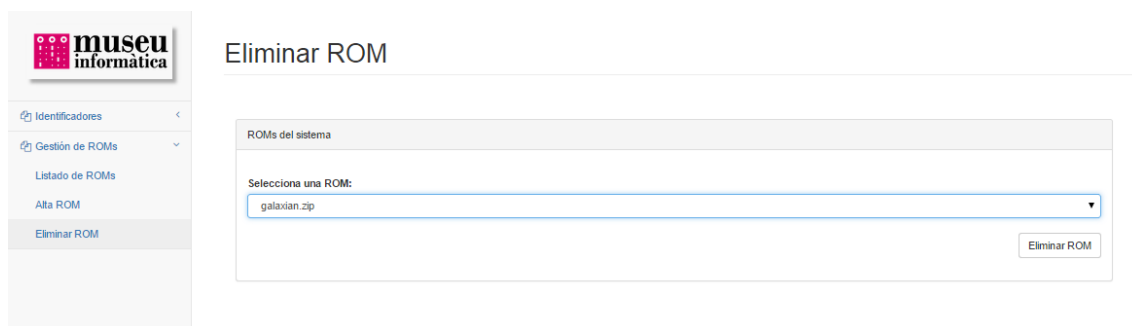 museu
informàtica
Eliminar ROM
Identificadores
Gestión de ROMs
Listado de ROMs
Alta ROM
Eliminar ROM
ROMs del sistema
Selecciona una ROM:
galaxian.zip
Eliminar ROM